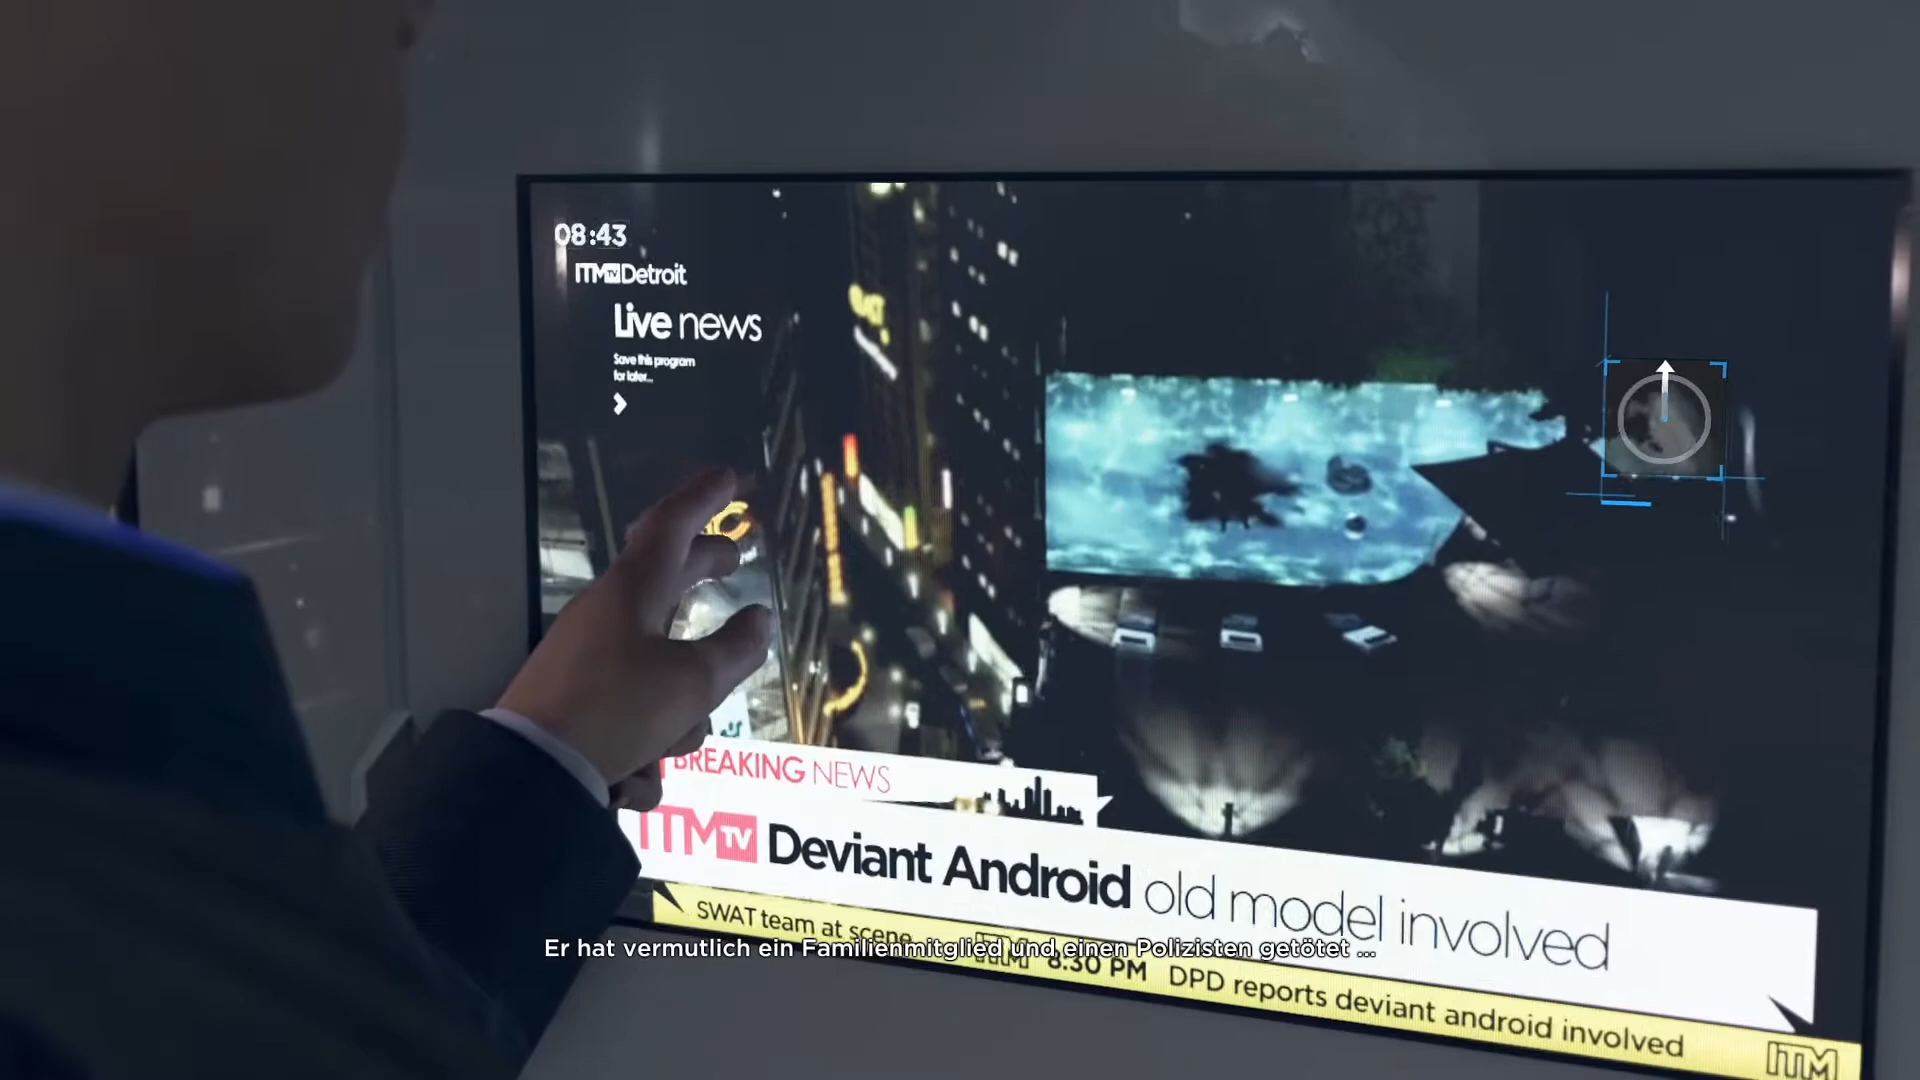 08:43
ITMTV Detroit
Live news
Save this program
for later...
BREAKING NEWS
ITM TV Deviant Android old model involved
SWAT team at scene ITM 8:30 PM DPD reports deviant android involved ITM
Er hat vermutlich ein Familienmitglied und einen Polizisten getötet ...